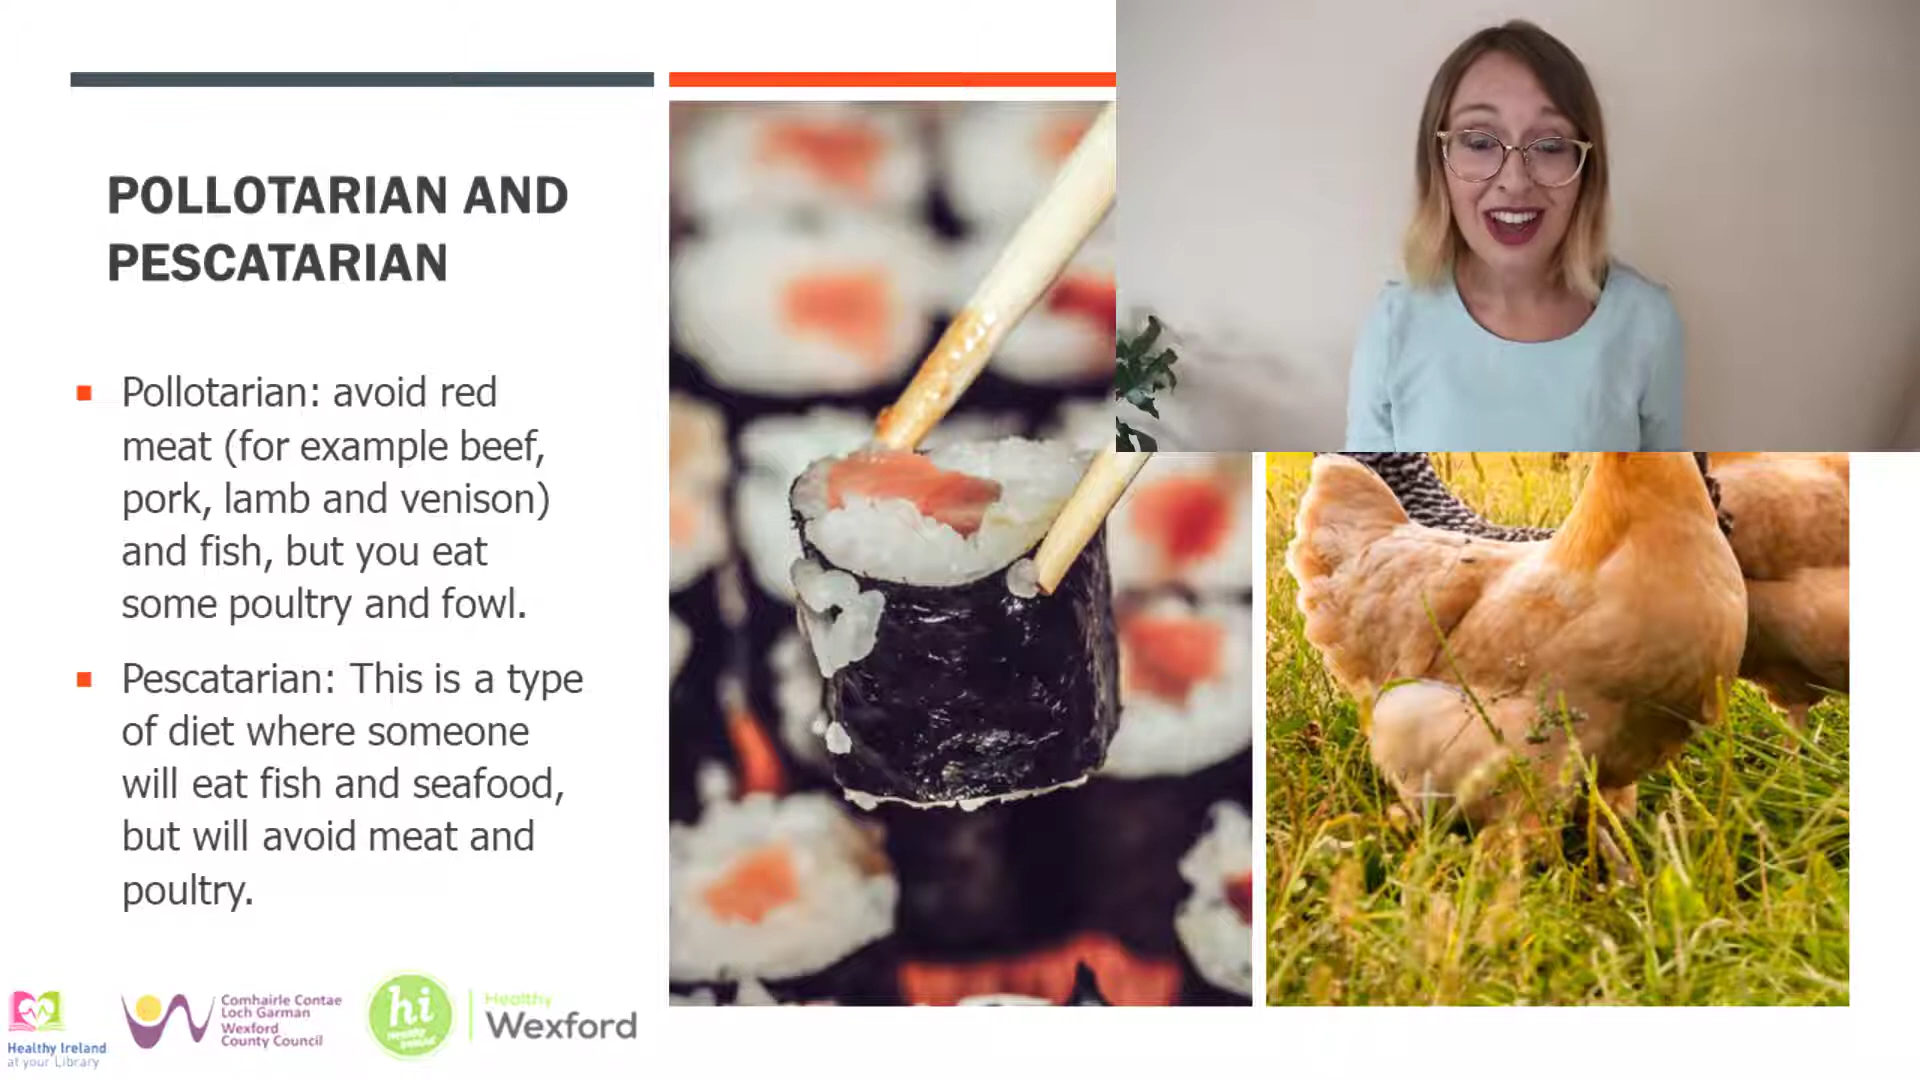 POLLOTARIAN AND
PESCATARIAN
Pollotarian: avoid red
meat (for example beef,
pork, lamb and venison)
and fish, but you eat
some poultry and fowl.
Pescatarian: This is a type
of diet where someone
will eat fish and seafood,
but will avoid meat and
poultry.
Healthy Ireland
at your Library
Comhairle Contae
Loch Garman
Wexford
County Council
hi
Healthy
Ireland
Healthy
Wexford